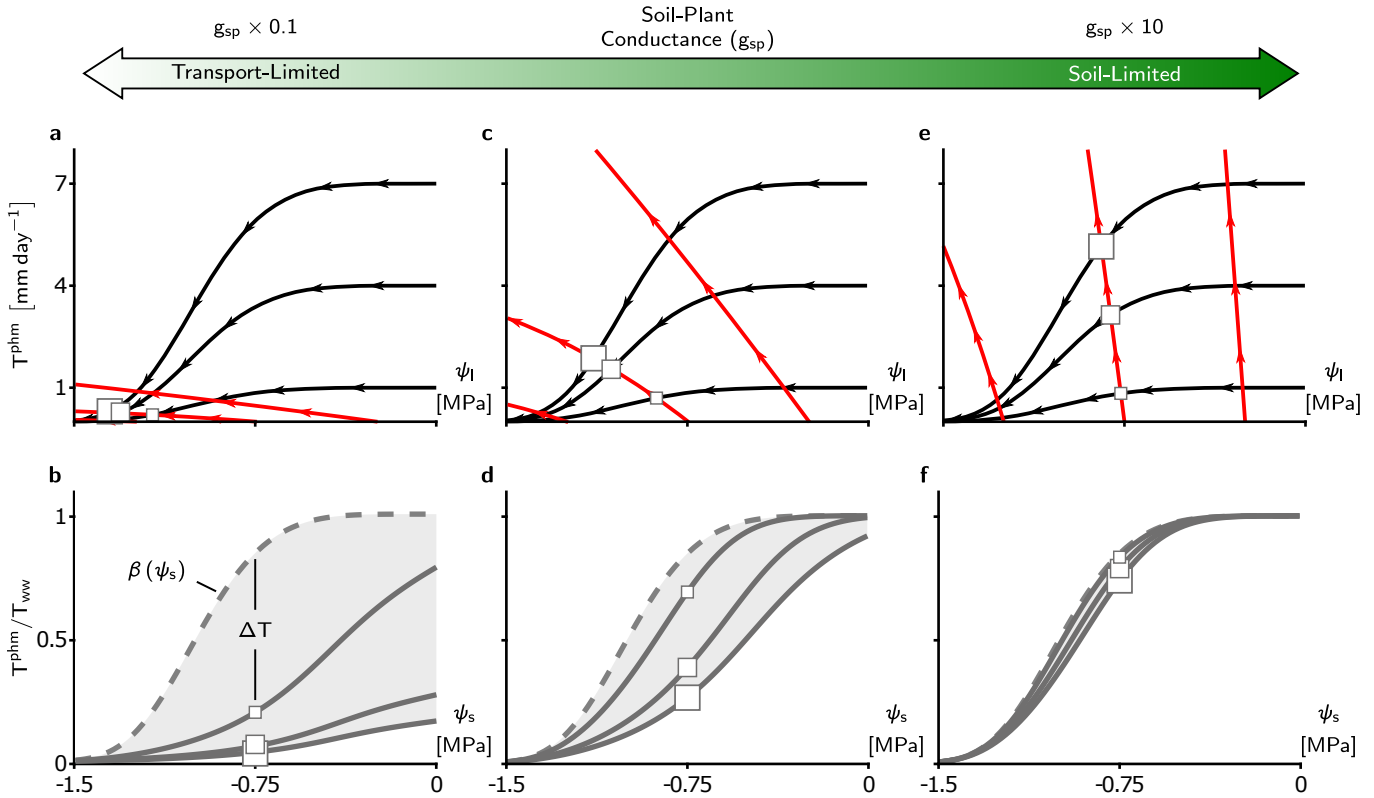 Soil-Plant
g_sp × 0.1 Conductance (g_sp) g_sp × 10
Transport-Limited Soil-Limited
a c e
7
4
1
T^phm [mm day^−1]
ψ_l ψ_l ψ_l
[MPa] [MPa] [MPa]
b d f
1
0.5
0
T^phm/T_ww
β (ψ_s)
ΔT
ψ_s ψ_s ψ_s
[MPa] [MPa] [MPa]
-1.5 -0.75 0 -1.5 -0.75 0 -1.5 -0.75 0